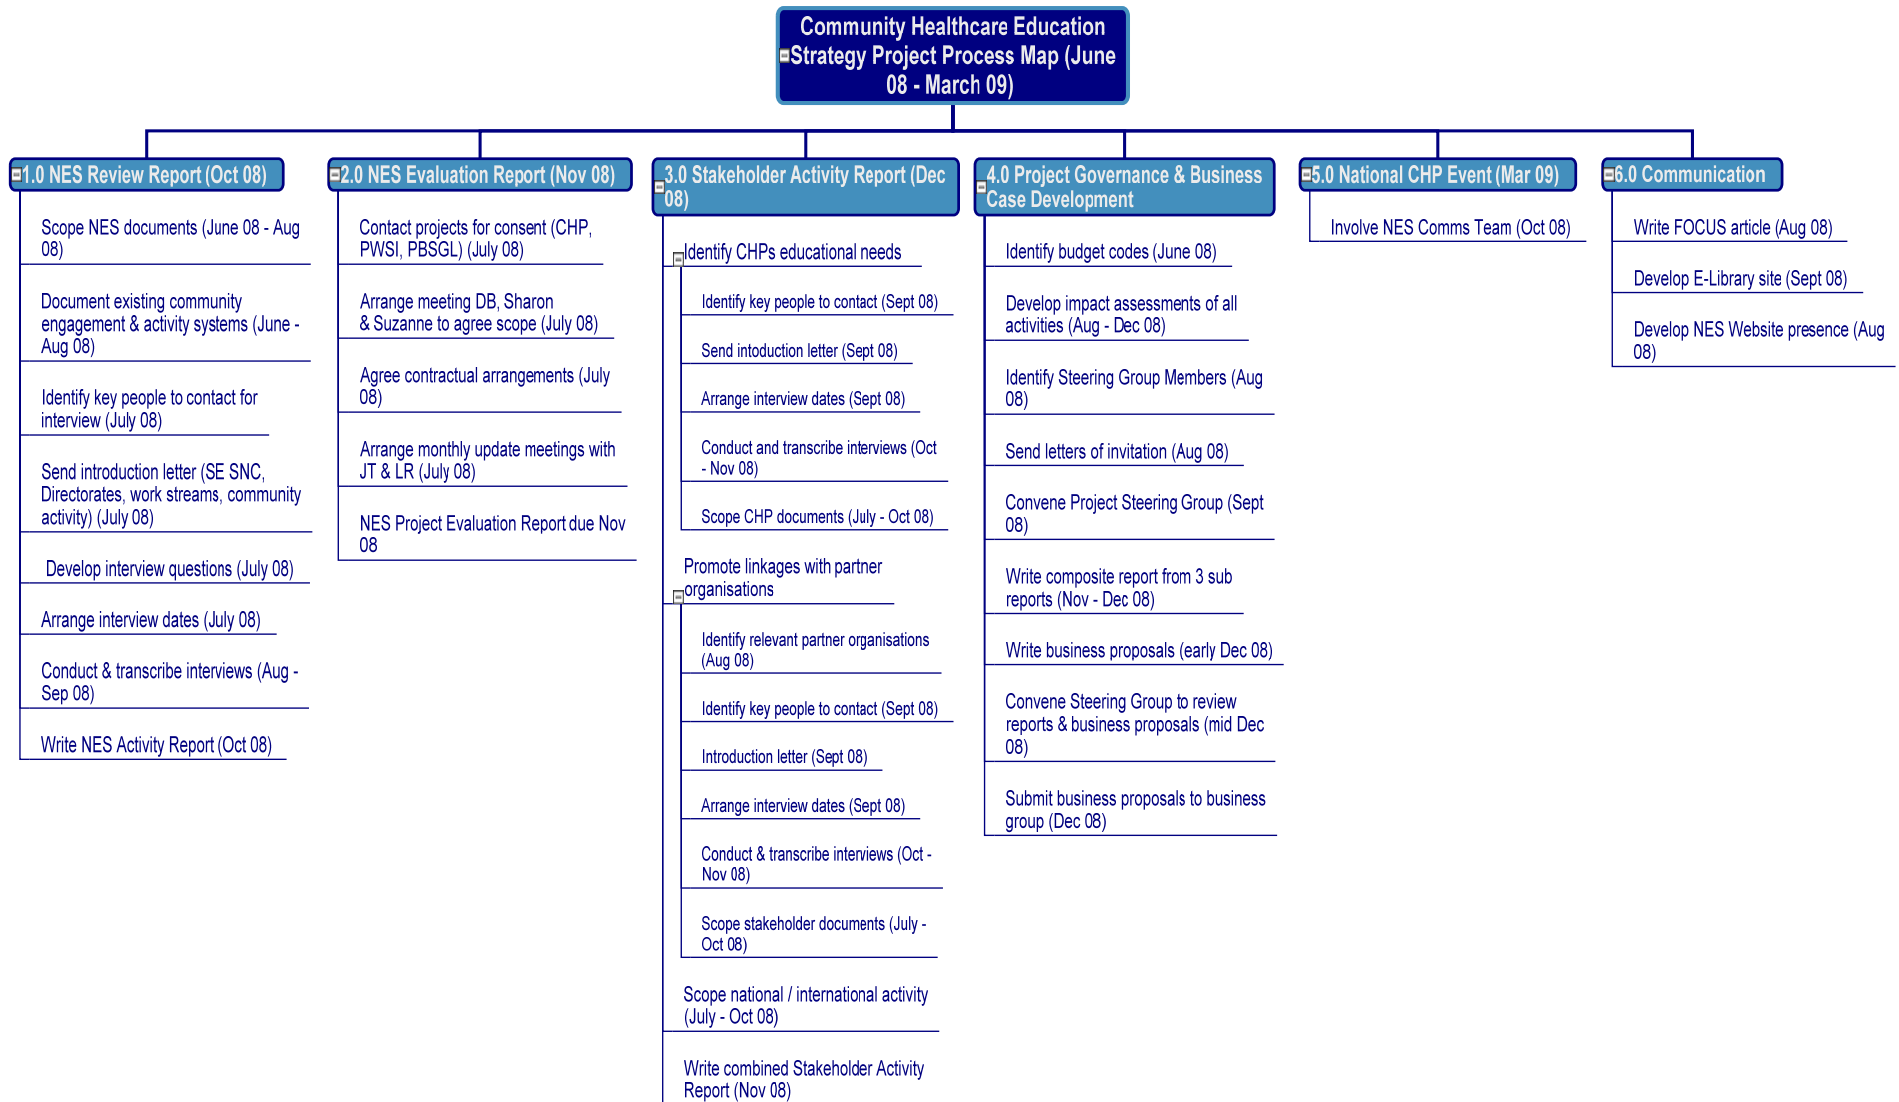 Community Healthcare Education
Strategy Project Process Map (June
08 - March 09)
1.0 NES Review Report (Oct 08)
Scope NES documents (June 08 - Aug
08)
Document existing community
engagement & activity systems (June -
Aug 08)
Identify key people to contact for
interview (July 08)
Send introduction letter (SE SNC,
Directorates, work streams, community
activity) (July 08)
Develop interview questions (July 08)
Arrange interview dates (July 08)
Conduct & transcribe interviews (Aug -
Sep 08)
Write NES Activity Report (Oct 08)
2.0 NES Evaluation Report (Nov 08)
Contact projects for consent (CHP,
PWSI, PBSGL) (July 08)
Arrange meeting DB, Sharon
& Suzanne to agree scope (July 08)
Agree contractual arrangements (July
08)
Arrange monthly update meetings with
JT & LR (July 08)
NES Project Evaluation Report due Nov
08
3.0 Stakeholder Activity Report (Dec
08)
Identify CHPs educational needs
Identify key people to contact (Sept 08)
Send intoduction letter (Sept 08)
Arrange interview dates (Sept 08)
Conduct and transcribe interviews (Oct
- Nov 08)
Scope CHP documents (July - Oct 08)
Promote linkages with partner
organisations
Identify relevant partner organisations
(Aug 08)
Identify key people to contact (Sept 08)
Introduction letter (Sept 08)
Arrange interview dates (Sept 08)
Conduct & transcribe interviews (Oct -
Nov 08)
Scope stakeholder documents (July -
Oct 08)
Scope national / international activity
(July - Oct 08)
Write combined Stakeholder Activity
Report (Nov 08)
4.0 Project Governance & Business
Case Development
Identify budget codes (June 08)
Develop impact assessments of all
activities (Aug - Dec 08)
Identify Steering Group Members (Aug
08)
Send letters of invitation (Aug 08)
Convene Project Steering Group (Sept
08)
Write composite report from 3 sub
reports (Nov - Dec 08)
Write business proposals (early Dec 08)
Convene Steering Group to review
reports & business proposals (mid Dec
08)
Submit business proposals to business
group (Dec 08)
5.0 National CHP Event (Mar 09)
Involve NES Comms Team (Oct 08)
6.0 Communication
Write FOCUS article (Aug 08)
Develop E-Library site (Sept 08)
Develop NES Website presence (Aug
08)